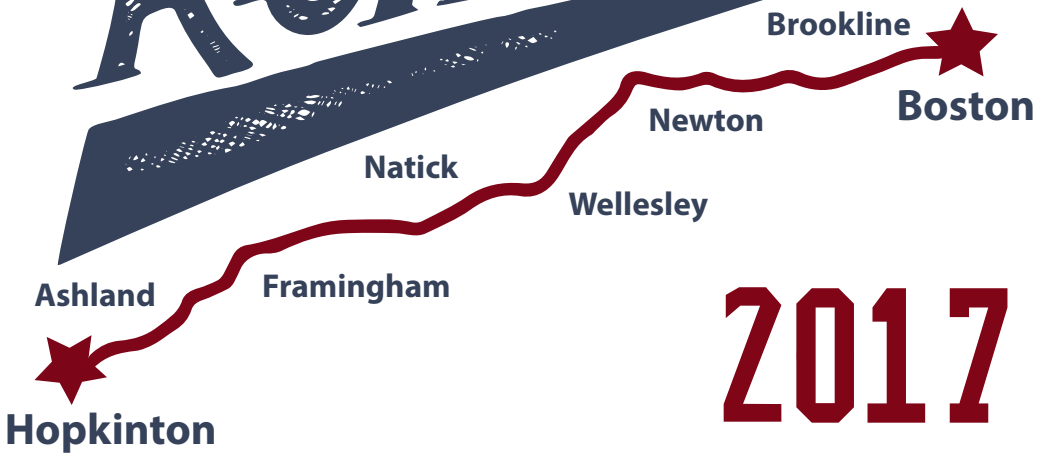 Brookline
Boston
Newton
Natick
Wellesley
Ashland
Framingham
2017
Hopkinton